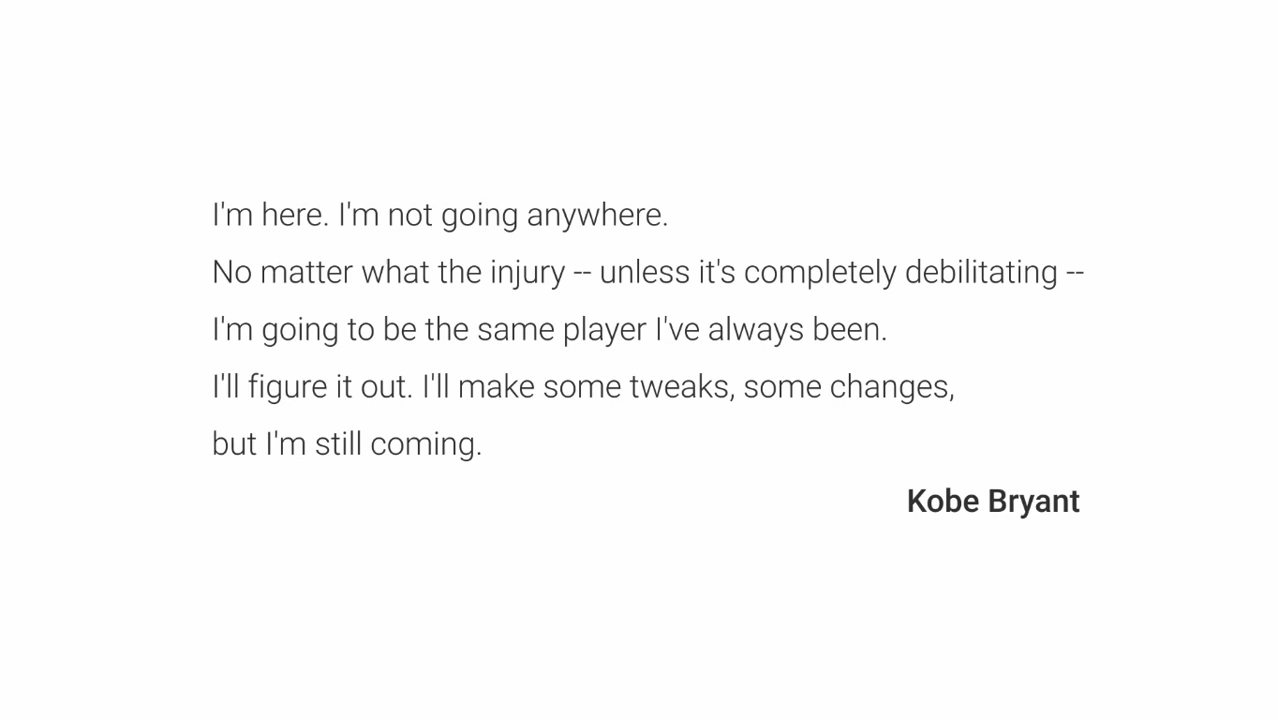 I'm here. I'm not going anywhere.
No matter what the injury -- unless it's completely debilitating --
I'm going to be the same player I've always been.
I'll figure it out. I'll make some tweaks, some changes,
but I'm still coming.
Kobe Bryant